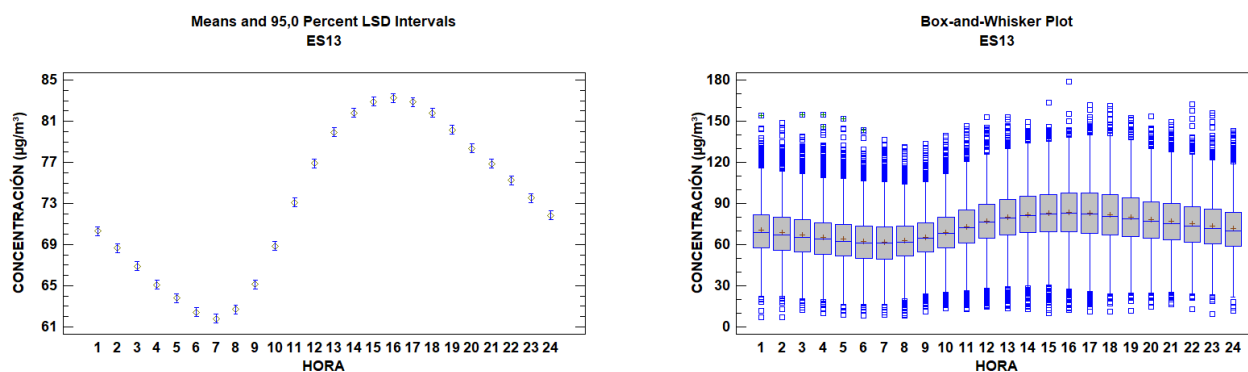 Means and 95,0 Percent LSD Intervals
ES13
CONCENTRACIÓN (µg/m³)
85
81
77
73
69
65
61
1 2 3 4 5 6 7 8 9 10 11 12 13 14 15 16 17 18 19 20 21 22 23 24
HORA
Box-and-Whisker Plot
ES13
CONCENTRACIÓN (µg/m³)
180
150
120
90
60
30
0
1 2 3 4 5 6 7 8 9 10 11 12 13 14 15 16 17 18 19 20 21 22 23 24
HORA